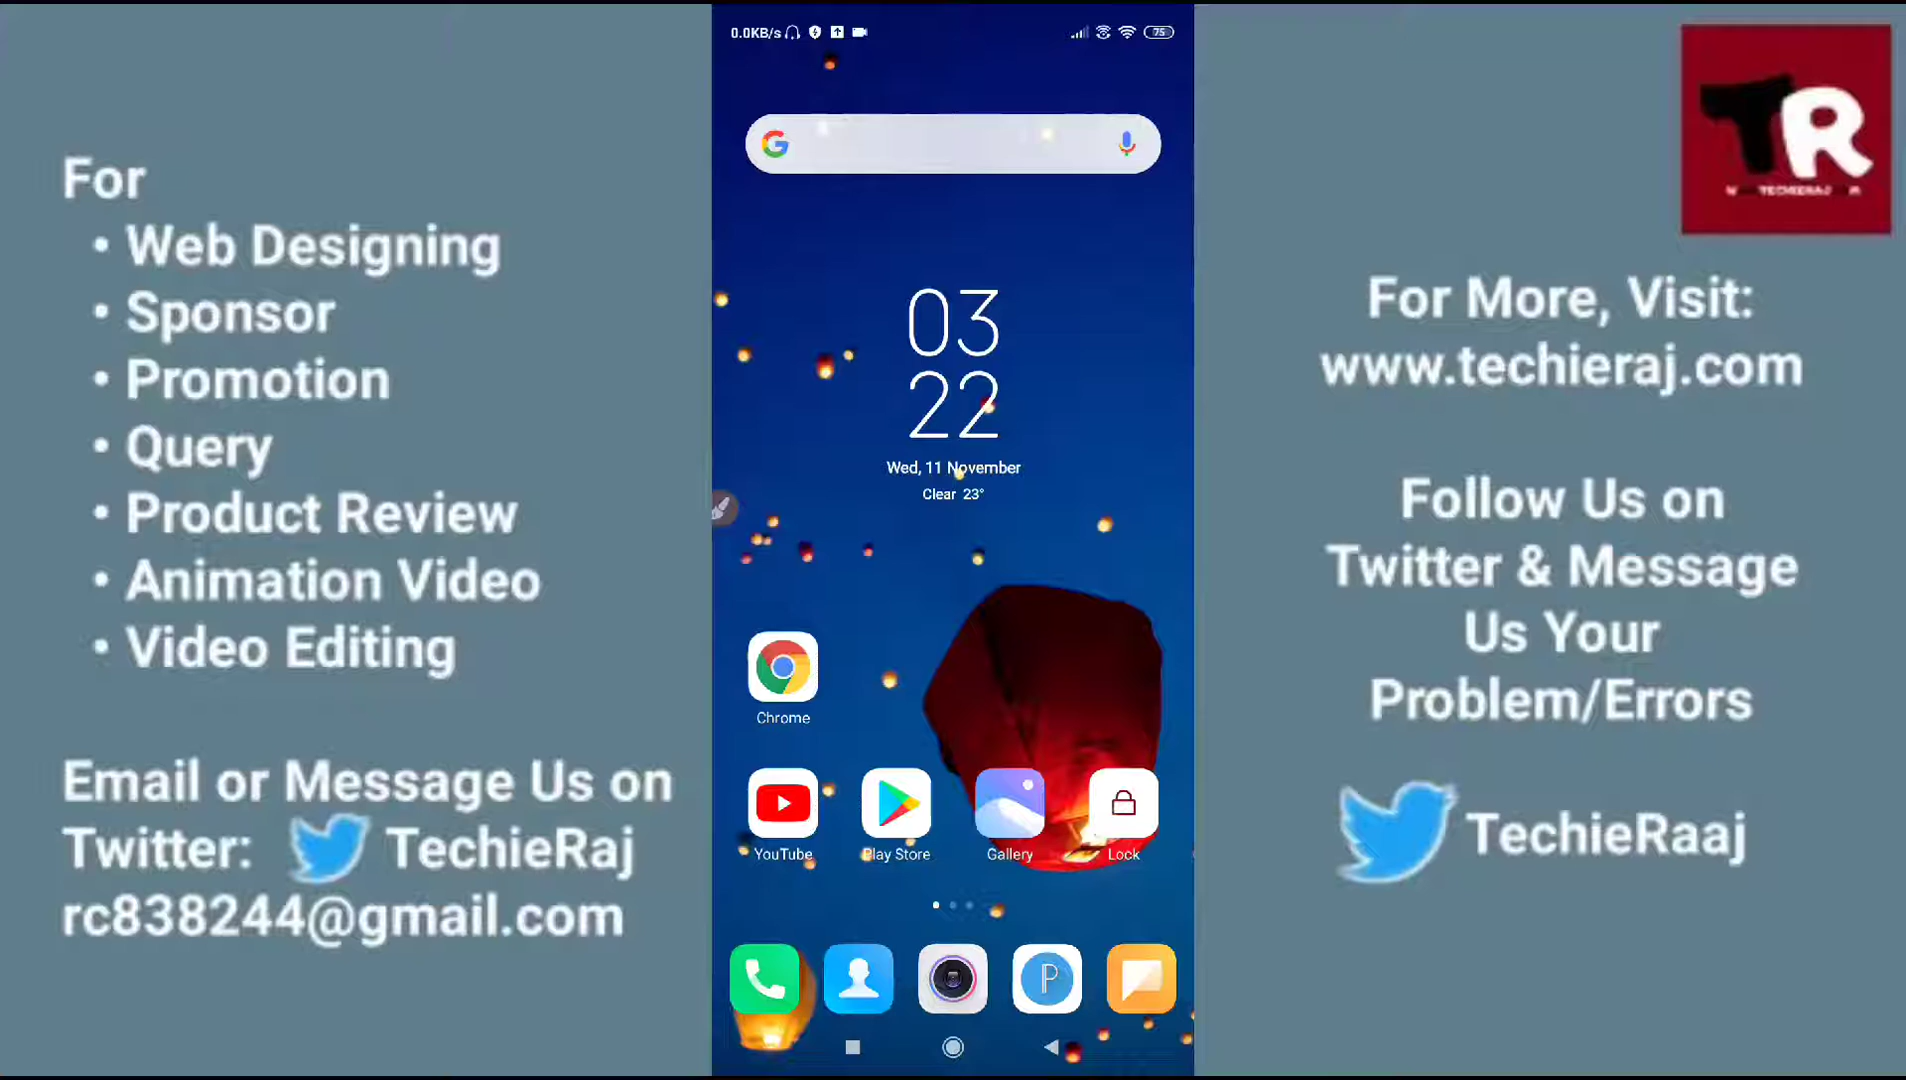 For
• Web Designing
• Sponsor
• Promotion
• Query
• Product Review
• Animation Video
• Video Editing
Email or Message Us on
Twitter: TechieRaj
rc838244@gmail.com
0.0KB/s
75
03
22
Wed, 11 November
Clear 23°
Chrome
YouTube
Play Store
Gallery
Lock
P
TR
For More, Visit:
www.techieraj.com
Follow Us on
Twitter & Message
Us Your
Problem/Errors
TechieRaaj